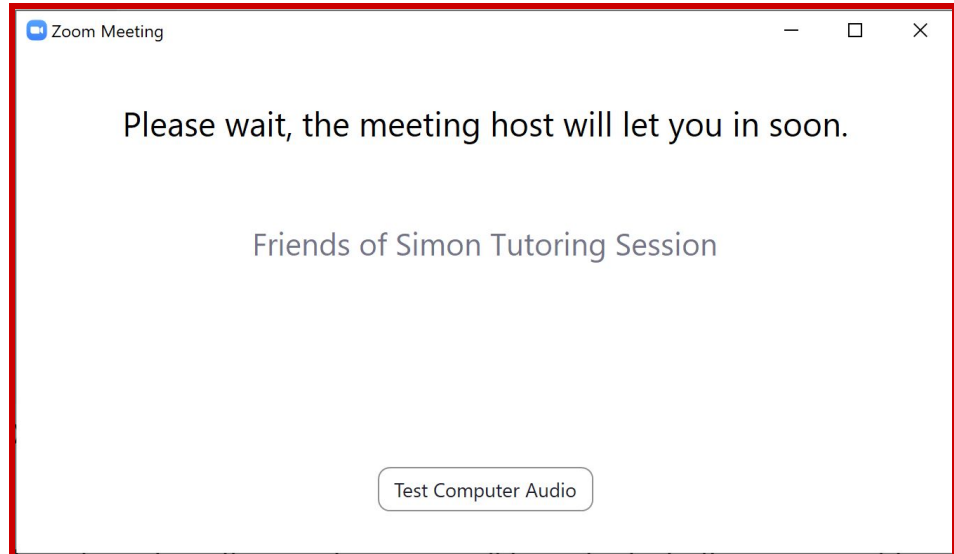 Zoom Meeting
Please wait, the meeting host will let you in soon.
Friends of Simon Tutoring Session
Test Computer Audio